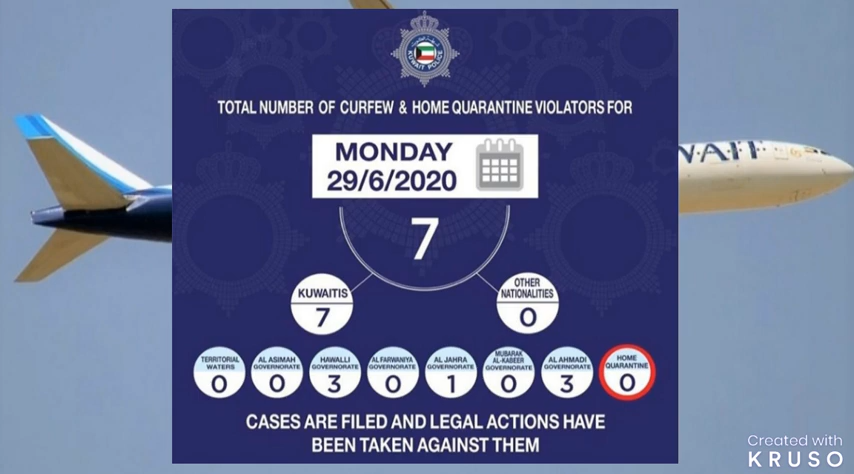 KUWAIT POLICE
TOTAL NUMBER OF CURFEW & HOME QUARANTINE VIOLATORS FOR
MONDAY
29/6/2020
7
KUWAITIS
7
OTHER
NATIONALITIES
0
TERRITORIAL
WATERS
0
AL ASIMAH
GOVERNORATE
0
HAWALLI
GOVERNORATE
3
AL FARWANIYA
GOVERNORATE
0
AL JAHRA
GOVERNORATE
1
MUBARAK
AL-KABEER
GOVERNORATE
0
AL AHMADI
GOVERNORATE
3
HOME
QUARANTINE
0
CASES ARE FILED AND LEGAL ACTIONS HAVE
BEEN TAKEN AGAINST THEM
WAIT
Created with
KRUSO